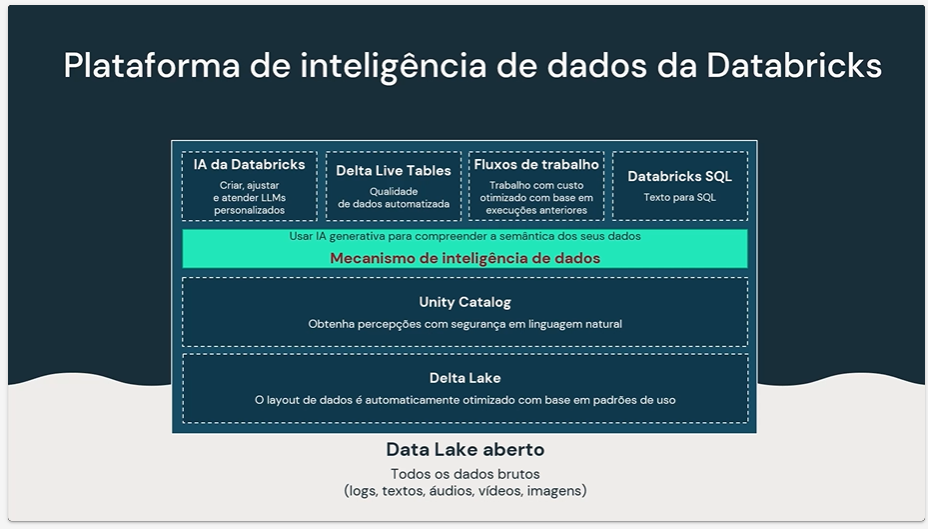 Plataforma de inteligência de dados da Databricks
IA da Databricks
Criar, ajustar
e atender LLMs
personalizados
Delta Live Tables
Qualidade
de dados automatizada
Fluxos de trabalho
Trabalho com custo
otimizado com base em
execuções anteriores
Databricks SQL
Texto para SQL
Usar IA generativa para compreender a semântica dos seus dados
Mecanismo de inteligência de dados
Unity Catalog
Obtenha percepções com segurança em linguagem natural
Delta Lake
O layout de dados é automaticamente otimizado com base em padrões de uso
Data Lake aberto
Todos os dados brutos
(logs, textos, áudios, vídeos, imagens)